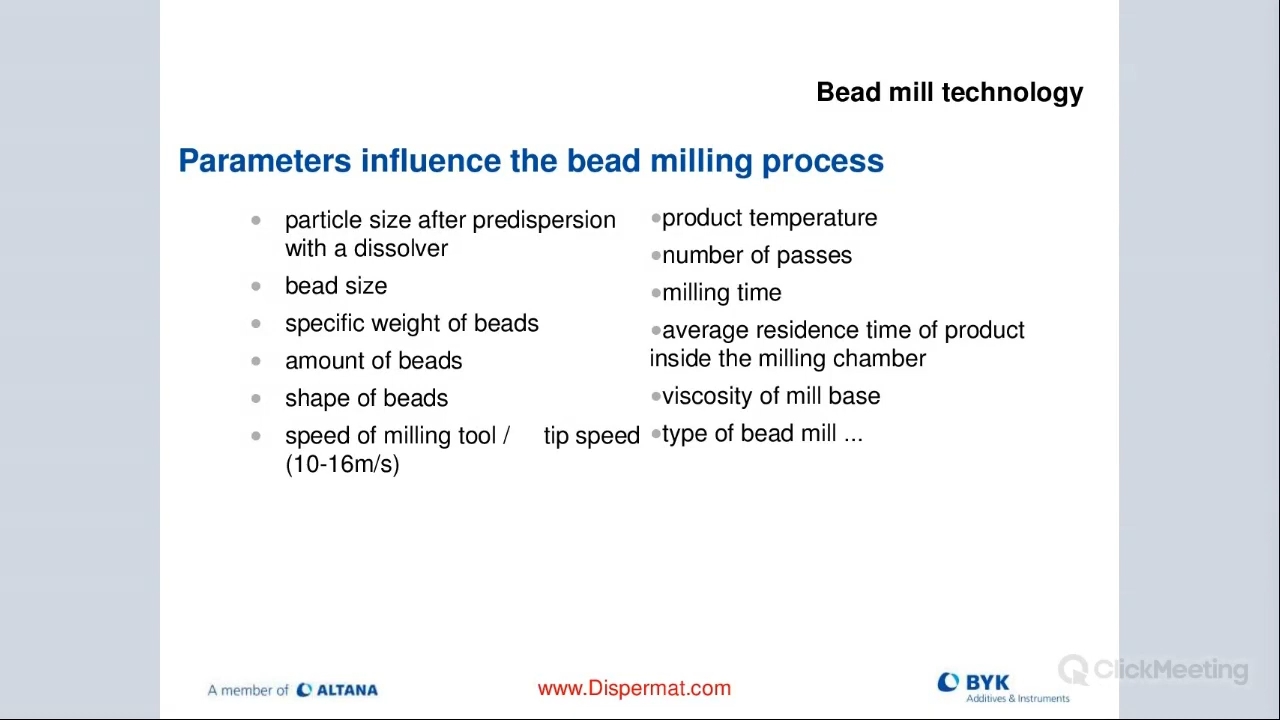 Bead mill technology
Parameters influence the bead milling process
particle size after predispersion
with a dissolver
bead size
specific weight of beads
amount of beads
shape of beads
speed of milling tool / tip speed
(10-16m/s)
•product temperature
•number of passes
•milling time
•average residence time of product
inside the milling chamber
•viscosity of mill base
•type of bead mill ...
A member of ALTANA
www.Dispermat.com
BYK
Additives & Instruments
ClickMeeting